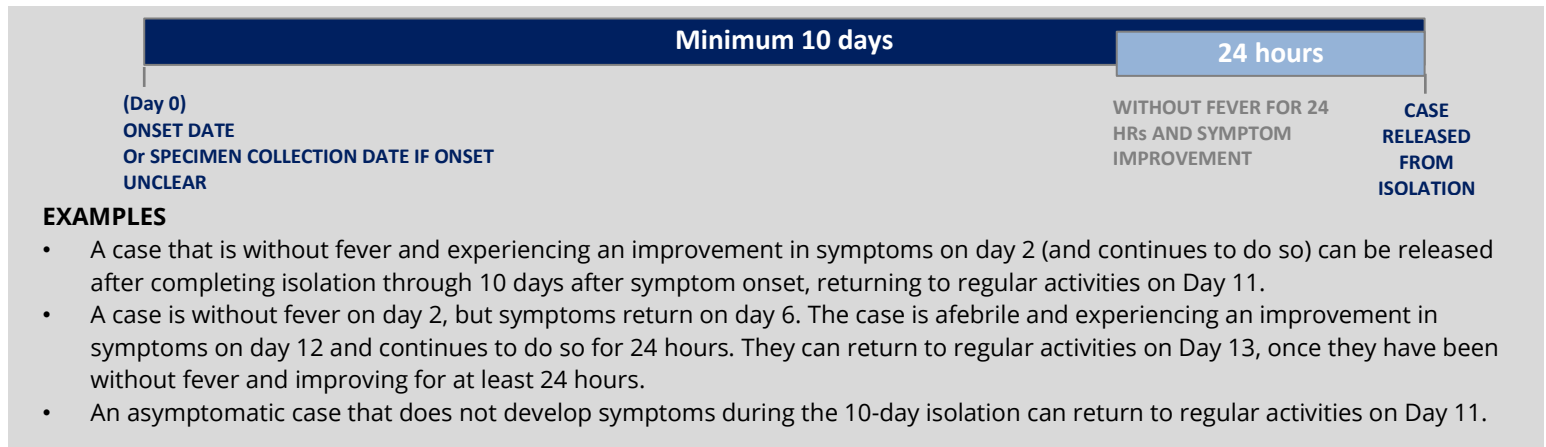 Minimum 10 days
24 hours
(Day 0)
ONSET DATE
Or SPECIMEN COLLECTION DATE IF ONSET
UNCLEAR
WITHOUT FEVER FOR 24
HRs AND SYMPTOM
IMPROVEMENT
CASE
RELEASED
FROM
ISOLATION
EXAMPLES
• A case that is without fever and experiencing an improvement in symptoms on day 2 (and continues to do so) can be released
after completing isolation through 10 days after symptom onset, returning to regular activities on Day 11.
• A case is without fever on day 2, but symptoms return on day 6. The case is afebrile and experiencing an improvement in
symptoms on day 12 and continues to do so for 24 hours. They can return to regular activities on Day 13, once they have been
without fever and improving for at least 24 hours.
• An asymptomatic case that does not develop symptoms during the 10-day isolation can return to regular activities on Day 11.